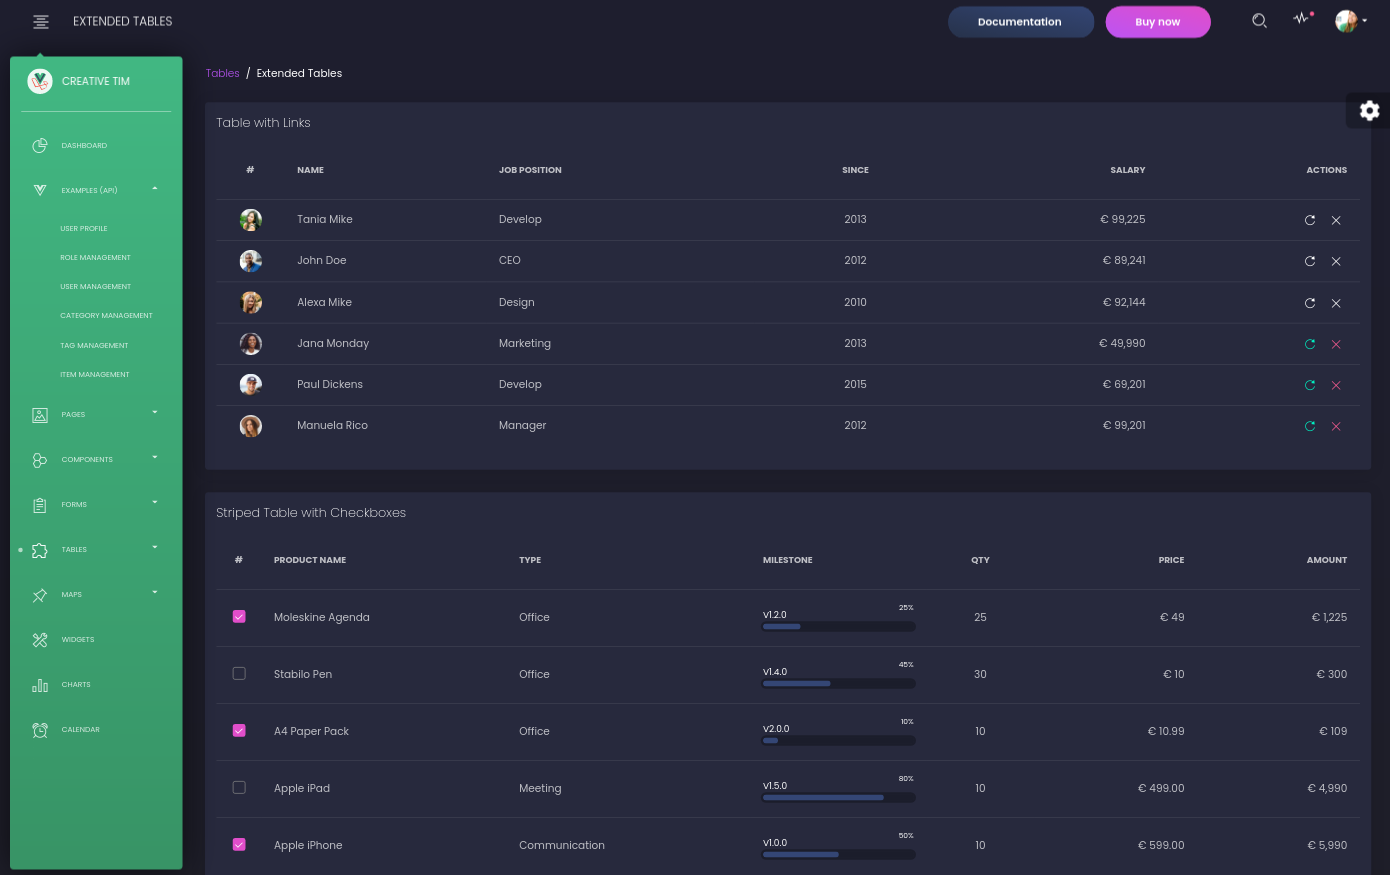 EXTENDED TABLES
Documentation
Buy now
CREATIVE TIM
DASHBOARD
EXAMPLES (API)
USER PROFILE
ROLE MANAGEMENT
USER MANAGEMENT
CATEGORY MANAGEMENT
TAG MANAGEMENT
ITEM MANAGEMENT
PAGES
COMPONENTS
FORMS
TABLES
MAPS
WIDGETS
CHARTS
CALENDAR
Tables / Extended Tables
Table with Links
# NAME JOB POSITION SINCE SALARY ACTIONS
Tania Mike Develop 2013 € 99,225
John Doe CEO 2012 € 89,241
Alexa Mike Design 2010 € 92,144
Jana Monday Marketing 2013 € 49,990
Paul Dickens Develop 2015 € 69,201
Manuela Rico Manager 2012 € 99,201
Striped Table with Checkboxes
# PRODUCT NAME TYPE MILESTONE QTY PRICE AMOUNT
Moleskine Agenda Office V1.2.0 25% 25 € 49 € 1,225
Stabilo Pen Office V1.4.0 45% 30 € 10 € 300
A4 Paper Pack Office V2.0.0 10% 10 € 10.99 € 109
Apple iPad Meeting V1.5.0 80% 10 € 499.00 € 4,990
Apple iPhone Communication V1.0.0 50% 10 € 599.00 € 5,990